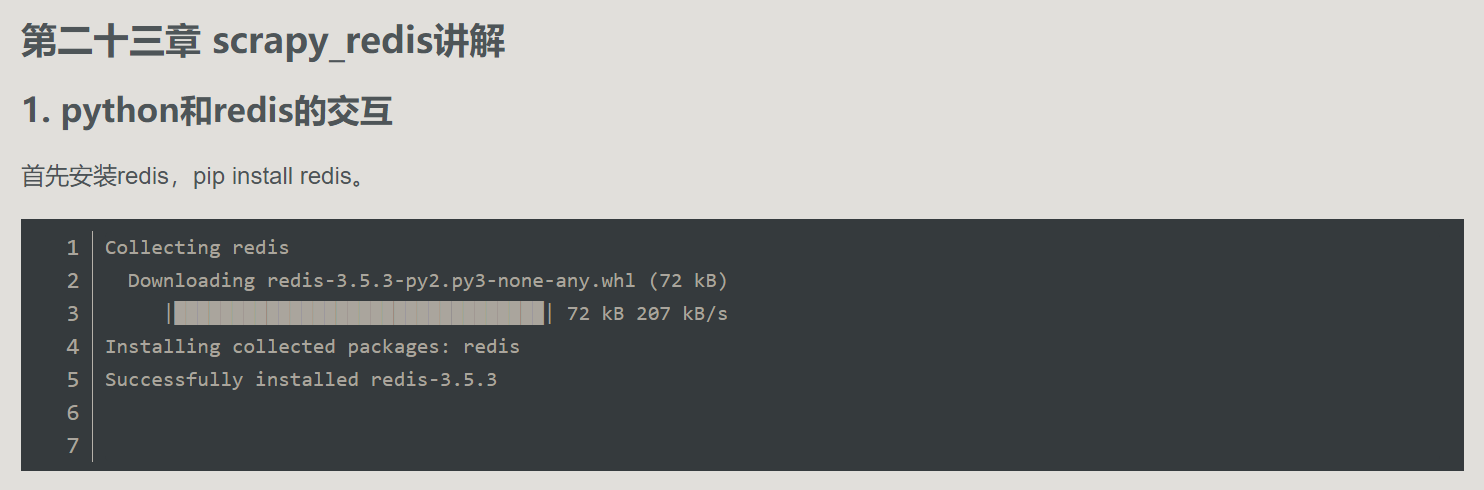 第二十三章 scrapy_redis讲解
1. python和redis的交互
首先安装redis，pip install redis。
1 Collecting redis
2 Downloading redis-3.5.3-py2.py3-none-any.whl (72 kB)
3 |████████████████████████████████| 72 kB 207 kB/s
4 Installing collected packages: redis
5 Successfully installed redis-3.5.3
6
7